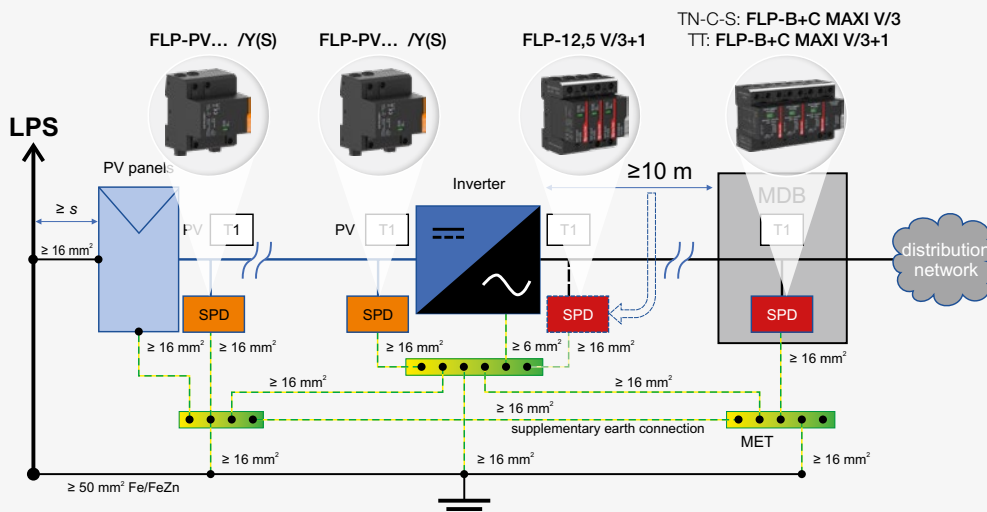 TN-C-S: FLP-B+C MAXI V/3
TT: FLP-B+C MAXI V/3+1
FLP-PV... /Y(S)
FLP-PV... /Y(S)
FLP-12,5 V/3+1
LPS
PV panels
≥ s
≥ 16 mm²
PV T1
SPD
PV T1
SPD
Inverter
≥10 m
T1
SPD
MDB
T1
SPD
distribution
network
≥ 16 mm²
≥ 16 mm²
≥ 16 mm²
≥ 6 mm²
≥ 16 mm²
≥ 16 mm²
≥ 16 mm²
≥ 16 mm²
≥ 16 mm²
supplementary earth connection
MET
≥ 16 mm²
≥ 16 mm²
≥ 16 mm²
≥ 50 mm² Fe/FeZn